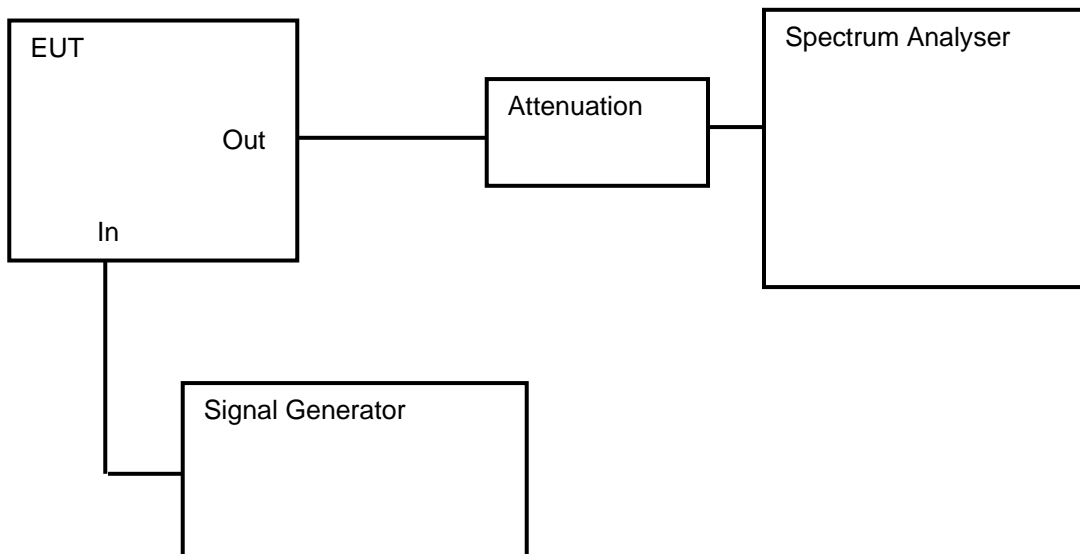 EUT
Spectrum Analyser
Attenuation
Out
In
Signal Generator